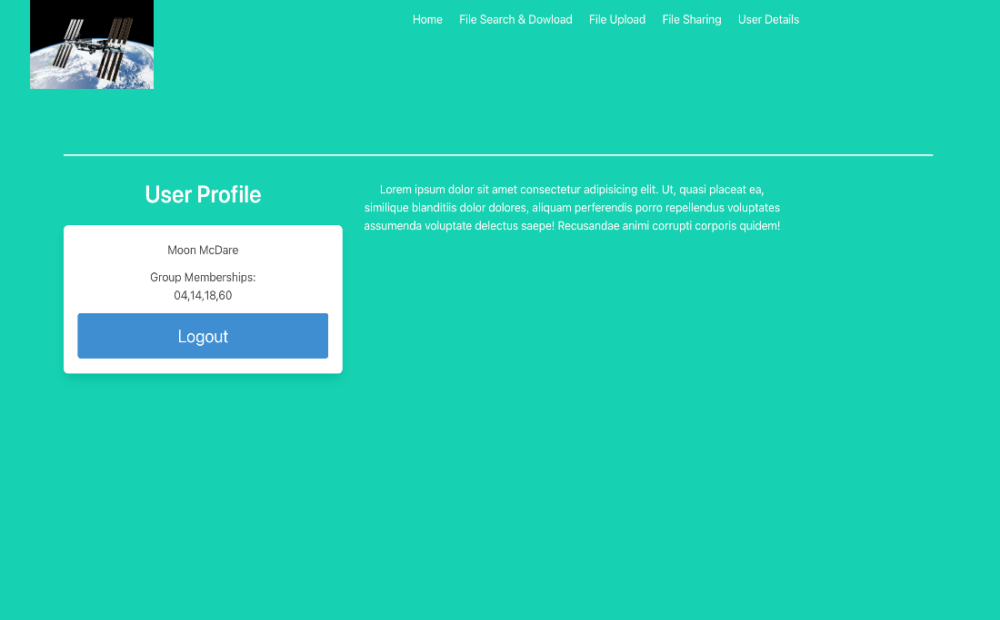 Home File Search & Dowload File Upload File Sharing User Details
User Profile
Moon McDare
Group Memberships:
04,14,18,60
Logout
Lorem ipsum dolor sit amet consectetur adipisicing elit. Ut, quasi placeat ea,
similique blanditiis dolor dolores, aliquam perferendis porro repellendus voluptates
assumenda voluptate delectus saepe! Recusandae animi corrupti corporis quidem!